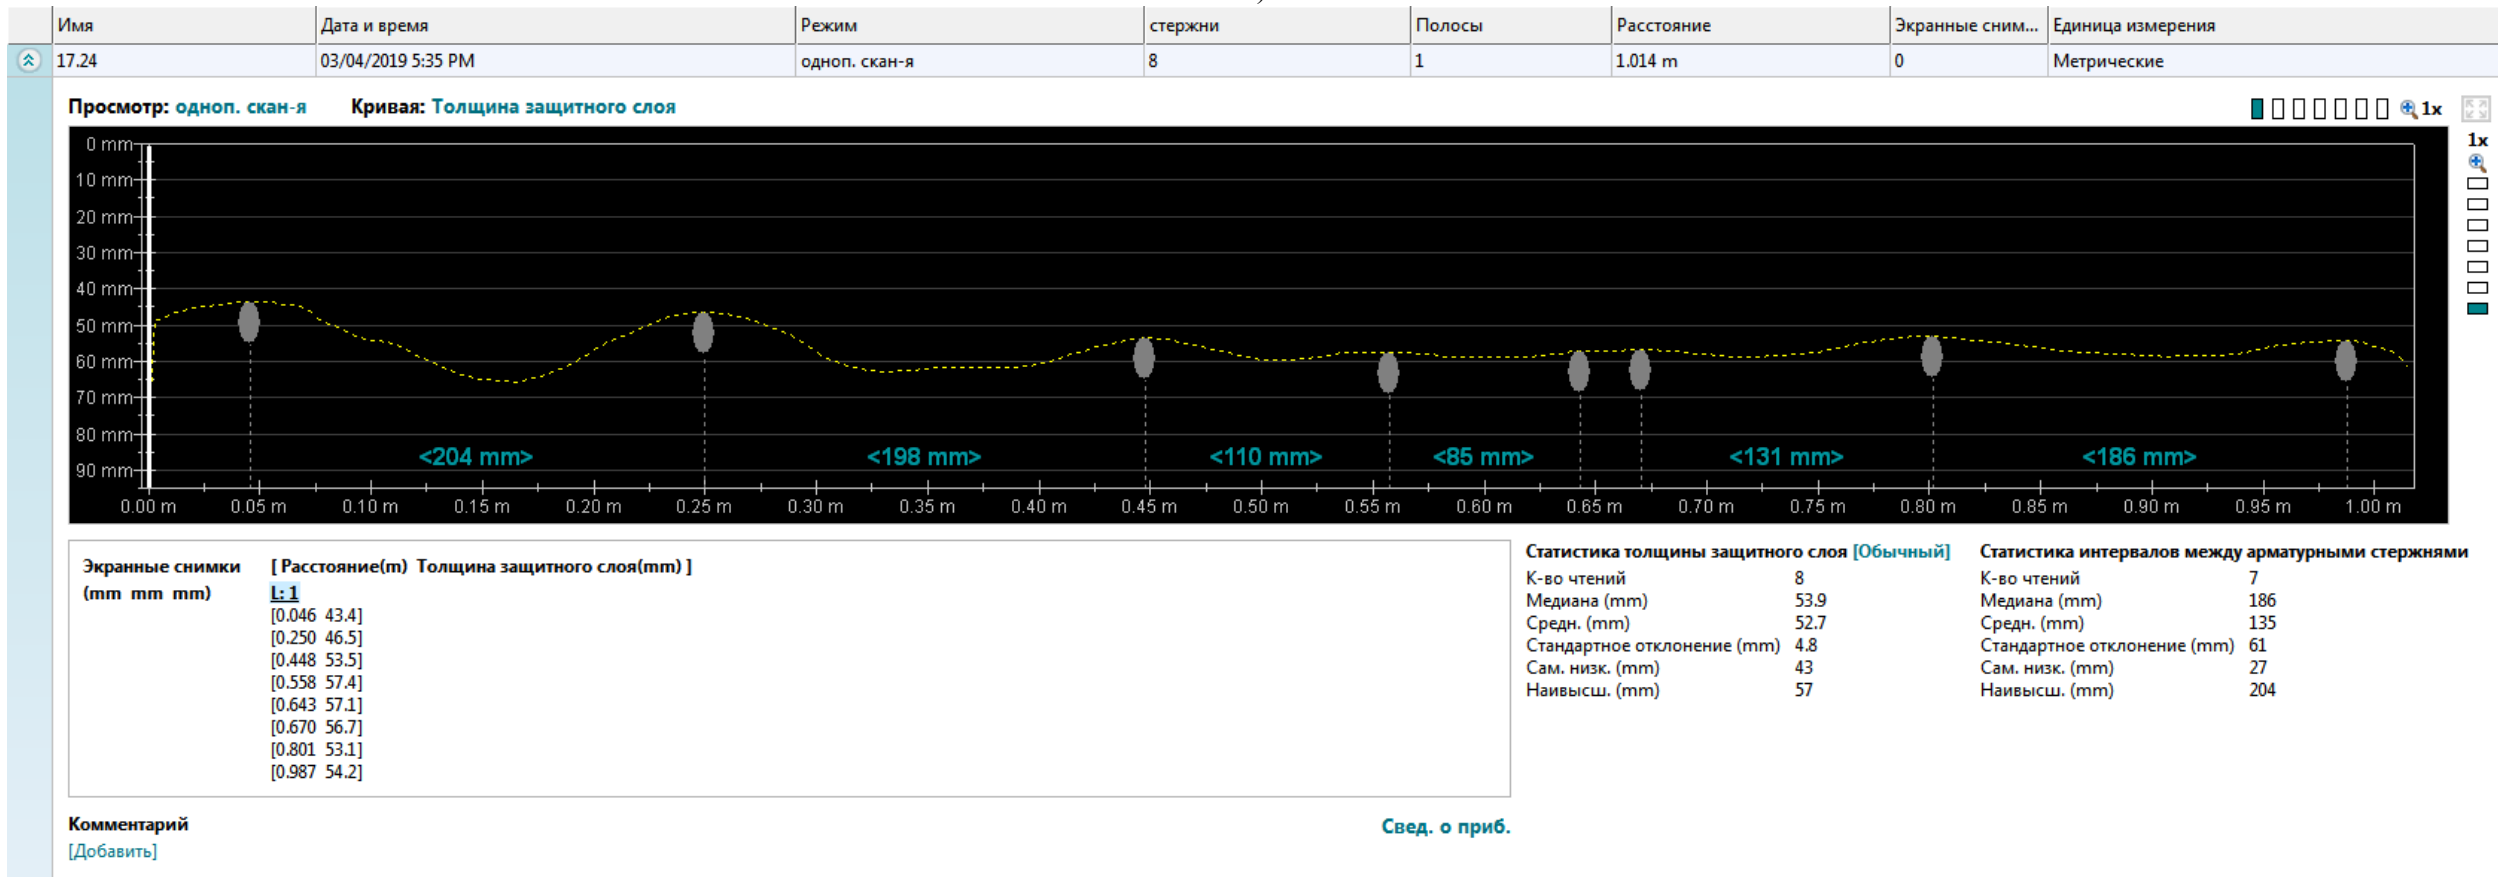 Имя Дата и время Режим стержни Полосы Расстояние Экранные сним... Единица измерения
17.24 03/04/2019 5:35 PM одноп. скан-я 8 1 1.014 m 0 Метрические
Просмотр: одноп. скан-я Кривая: Толщина защитного слоя 1x
1x
0 mm
10 mm
20 mm
30 mm
40 mm
50 mm
60 mm
70 mm
80 mm
90 mm
<204 mm> <198 mm> <110 mm> <85 mm> <131 mm> <186 mm>
0.00 m 0.05 m 0.10 m 0.15 m 0.20 m 0.25 m 0.30 m 0.35 m 0.40 m 0.45 m 0.50 m 0.55 m 0.60 m 0.65 m 0.70 m 0.75 m 0.80 m 0.85 m 0.90 m 0.95 m 1.00 m
Экранные снимки [ Расстояние(m) Толщина защитного слоя(mm) ]
(mm mm mm) L: 1
[0.046 43.4]
[0.250 46.5]
[0.448 53.5]
[0.558 57.4]
[0.643 57.1]
[0.670 56.7]
[0.801 53.1]
[0.987 54.2]
Статистика толщины защитного слоя [Обычный]
К-во чтений 8
Медиана (mm) 53.9
Средн. (mm) 52.7
Стандартное отклонение (mm) 4.8
Сам. низк. (mm) 43
Наивысш. (mm) 57
Статистика интервалов между арматурными стержнями
К-во чтений 7
Медиана (mm) 186
Средн. (mm) 135
Стандартное отклонение (mm) 61
Сам. низк. (mm) 27
Наивысш. (mm) 204
Комментарий
[Добавить]
Свед. о приб.